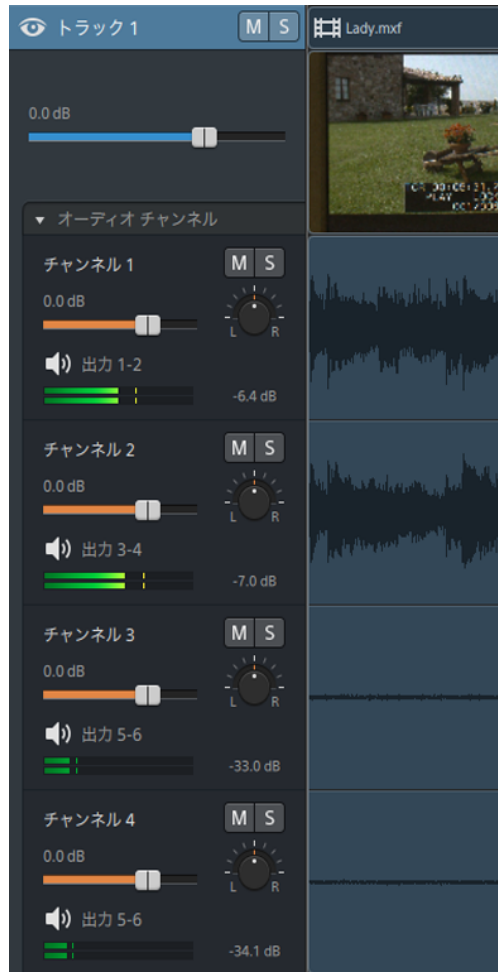 トラック 1
M S
Lady.mxf
0.0 dB
オーディオ チャンネル
チャンネル 1
M S
0.0 dB
L R
出力 1-2
-6.4 dB
チャンネル 2
M S
0.0 dB
L R
出力 3-4
-7.0 dB
チャンネル 3
M S
0.0 dB
L R
出力 5-6
-33.0 dB
チャンネル 4
M S
0.0 dB
L R
出力 5-6
-34.1 dB